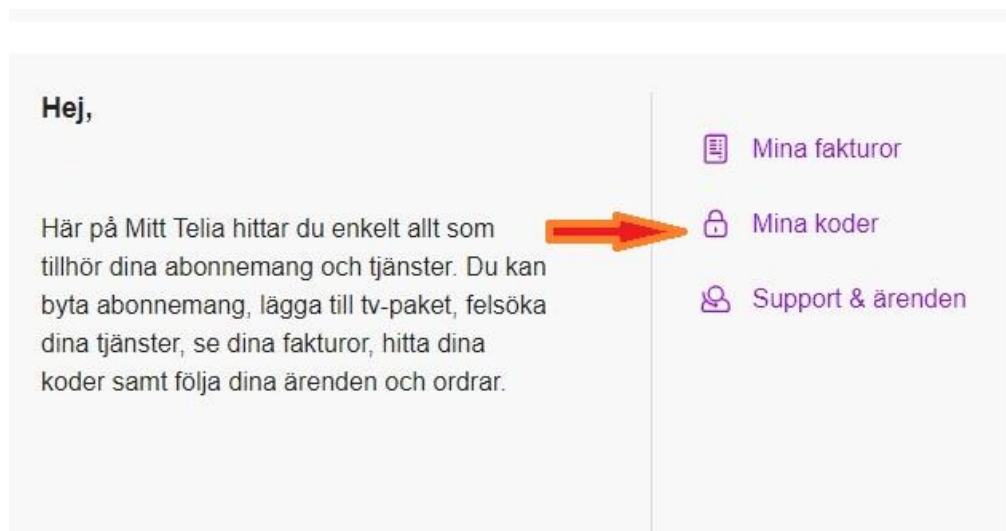 Hej,
Här på Mitt Telia hittar du enkelt allt som
tillhör dina abonnemang och tjänster. Du kan
byta abonnemang, lägga till tv-paket, felsöka
dina tjänster, se dina fakturor, hitta dina
koder samt följa dina ärenden och ordrar.
Mina fakturor
Mina koder
Support & ärenden